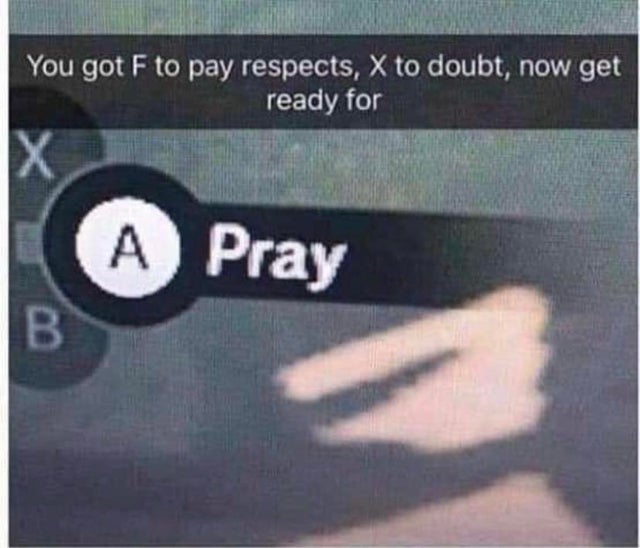 You got F to pay respects, X to doubt, now get
ready for
X
A Pray
B